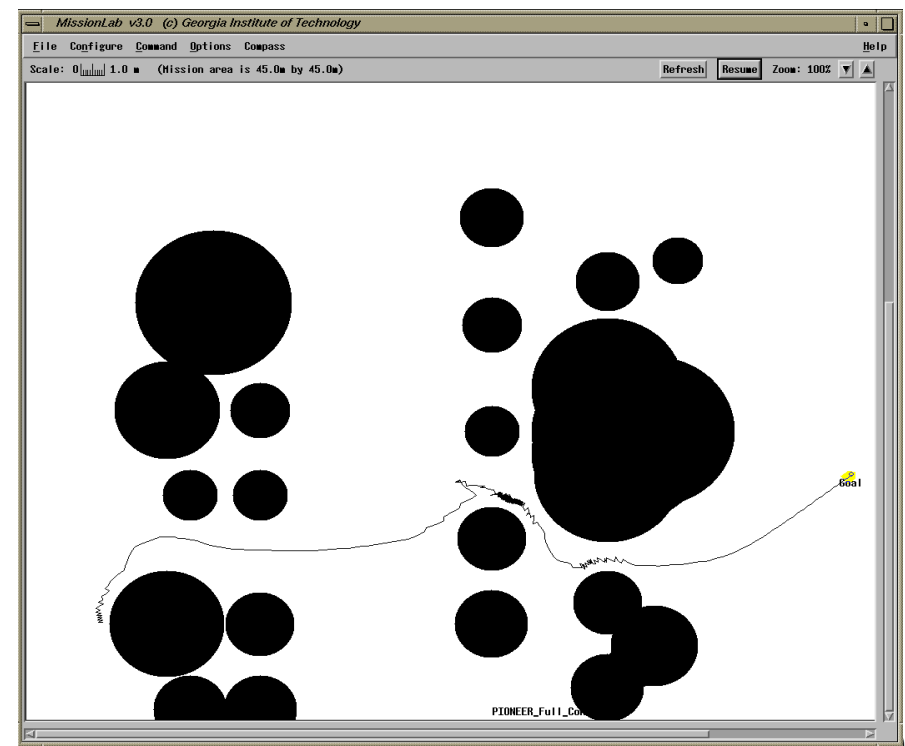 MissionLab v3.0 (c) Georgia Institute of Technology
File Configure Command Options Compass Help
Scale: 0 1.0 m (Mission area is 45.0m by 45.0m) Refresh Resume Zoom: 100%
Goal
PIONEER_Full_Co